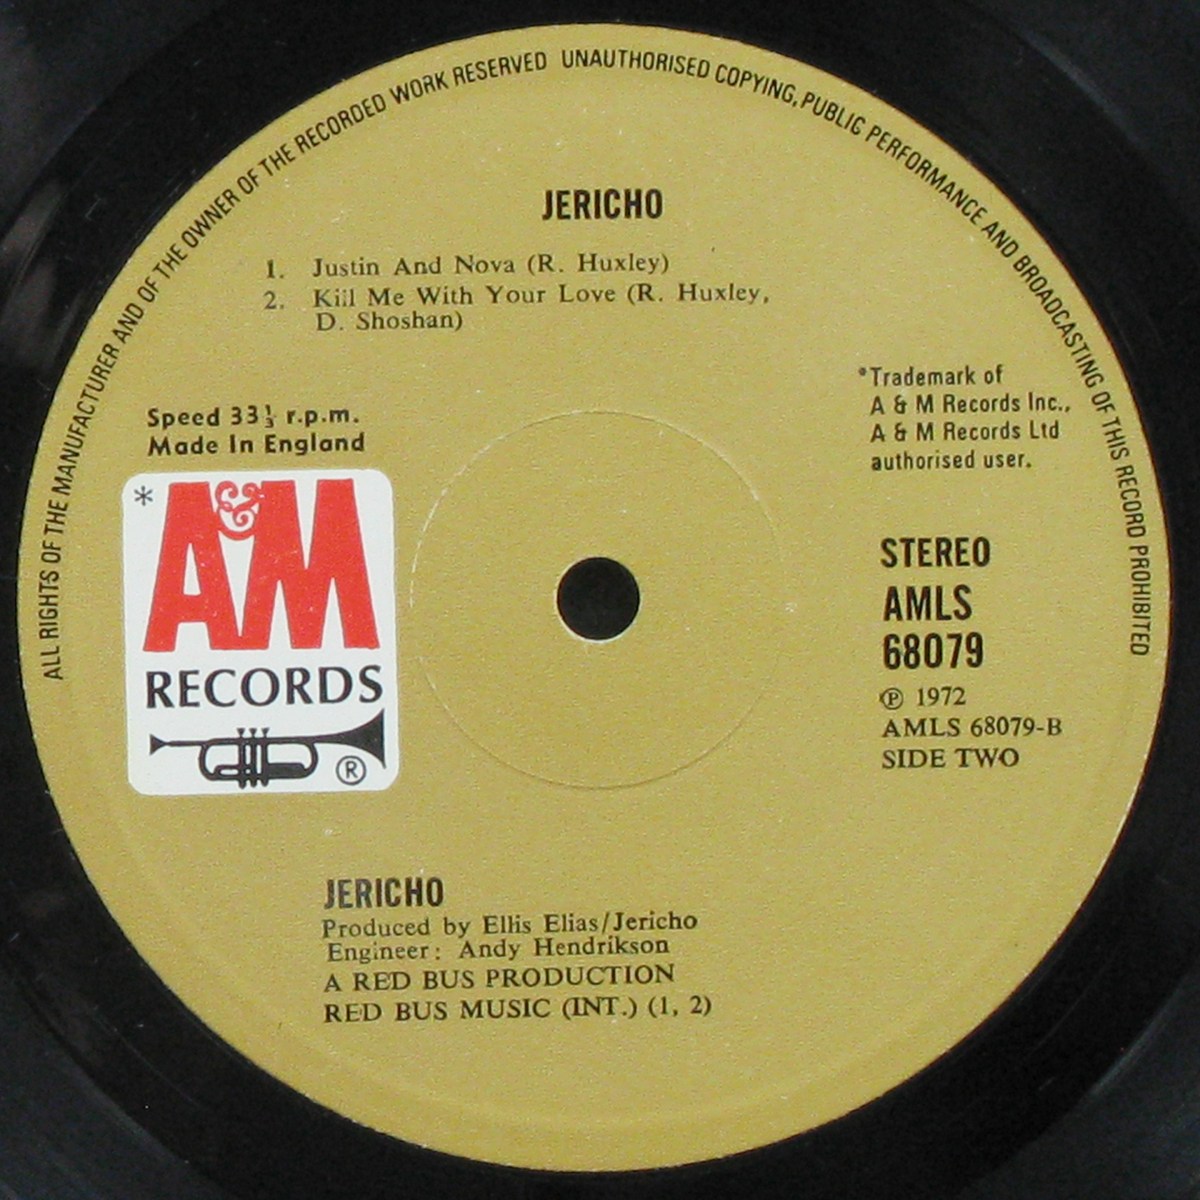 ALL RIGHTS OF THE MANUFACTURER AND OF THE OWNER OF THE RECORDED WORK RESERVED UNAUTHORISED COPYING, PUBLIC PERFORMANCE AND BROADCASTING OF THIS RECORD PROHIBITED
JERICHO
1. Justin And Nova (R. Huxley)
2. Kill Me With Your Love (R. Huxley,
D. Shoshan)
Speed 33⅓ r.p.m.
Made In England
*Trademark of
A & M Records Inc.,
A & M Records Ltd
authorised user.
* A&M
RECORDS
®
STEREO
AMLS
68079
℗ 1972
AMLS 68079-B
SIDE TWO
JERICHO
Produced by Ellis Elias/Jericho
Engineer: Andy Hendrikson
A RED BUS PRODUCTION
RED BUS MUSIC (INT.) (1, 2)